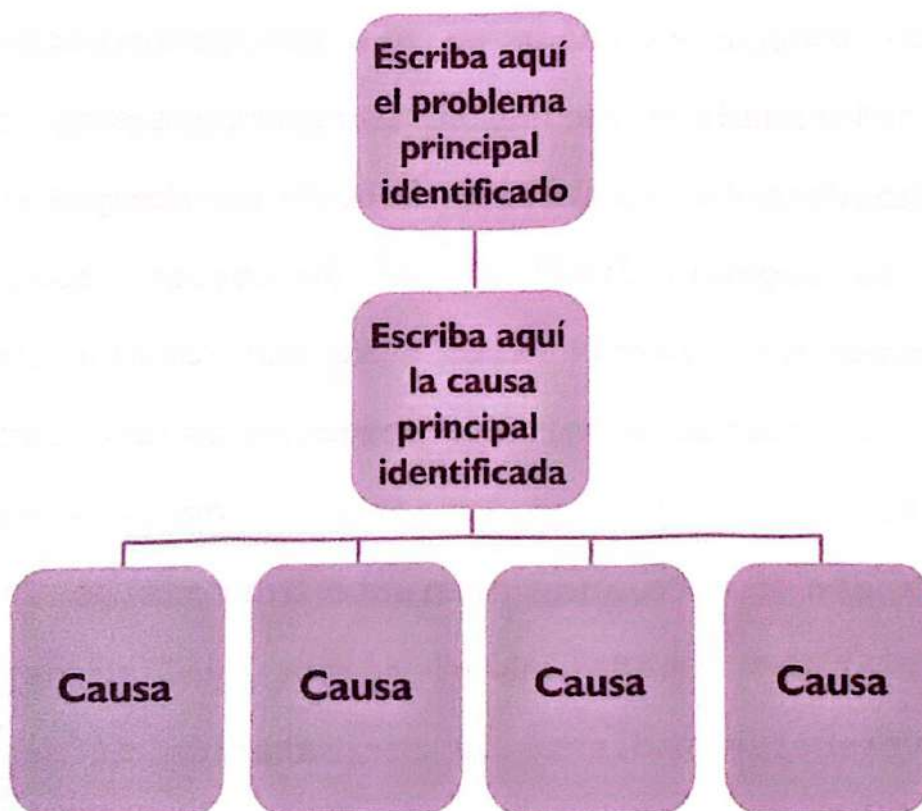 Escriba aquí
el problema
principal
identificado
Escriba aquí
la causa
principal
identificada
Causa
Causa
Causa
Causa